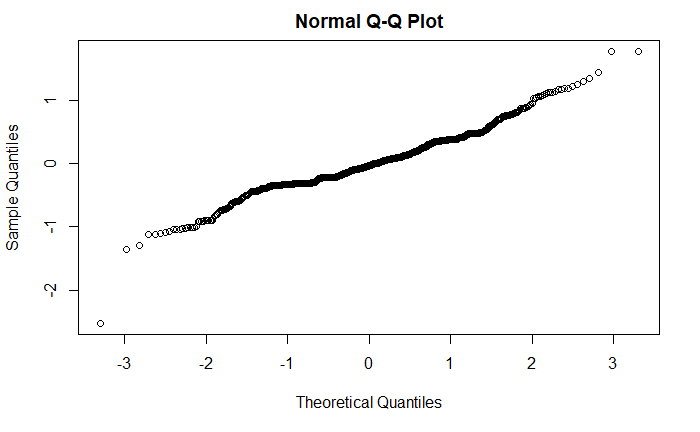 Normal Q-Q Plot
Sample Quantiles
1
0
-1
-2
-3 -2 -1 0 1 2 3
Theoretical Quantiles